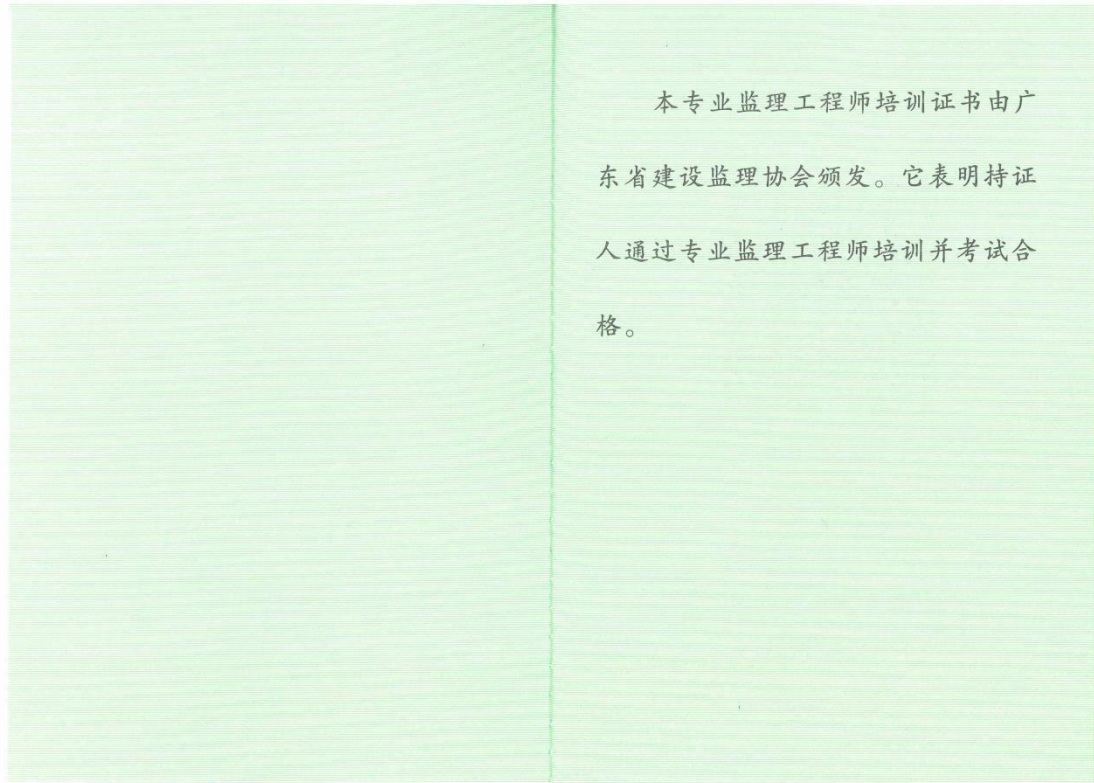 本专业监理工程师培训证书由广
东省建设监理协会颁发。它表明持证
人通过专业监理工程师培训并考试合
格。